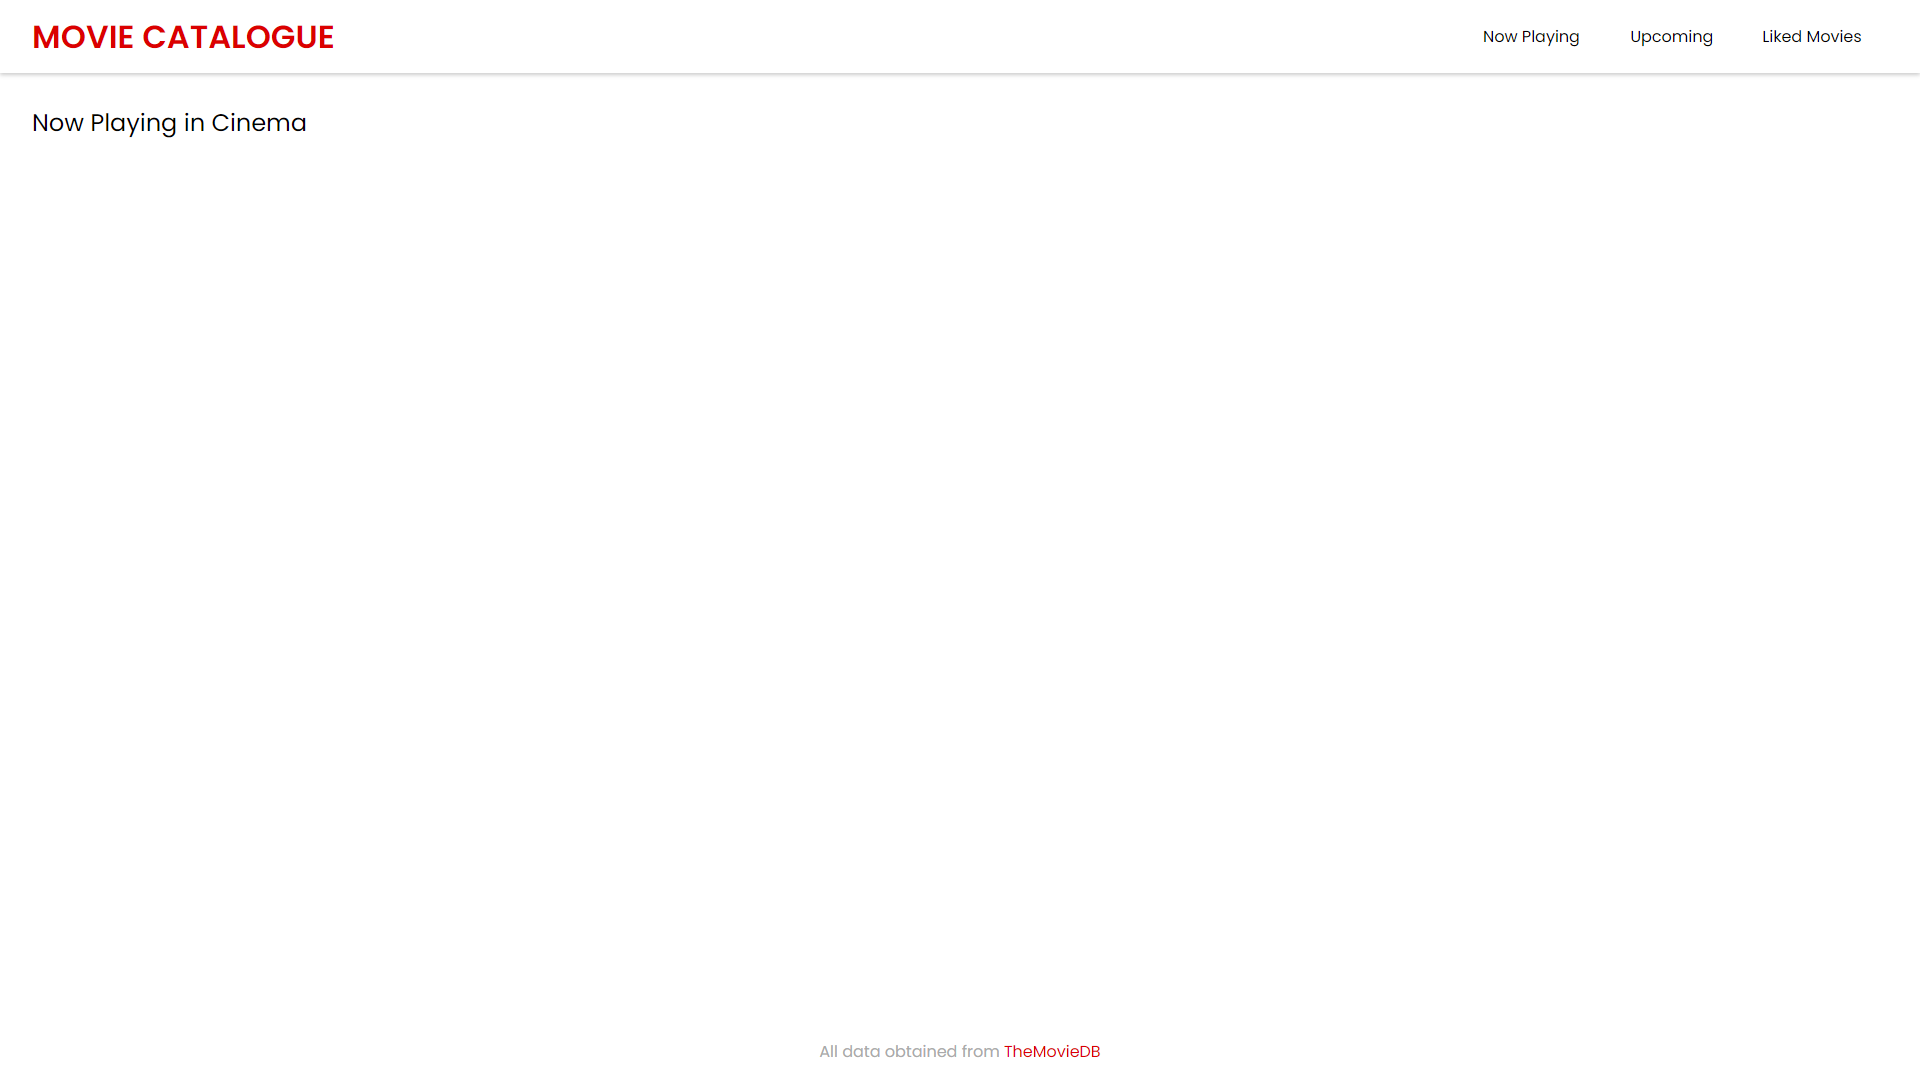 MOVIE CATALOGUE
Now Playing
Upcoming
Liked Movies
Now Playing in Cinema
All data obtained from TheMovieDB